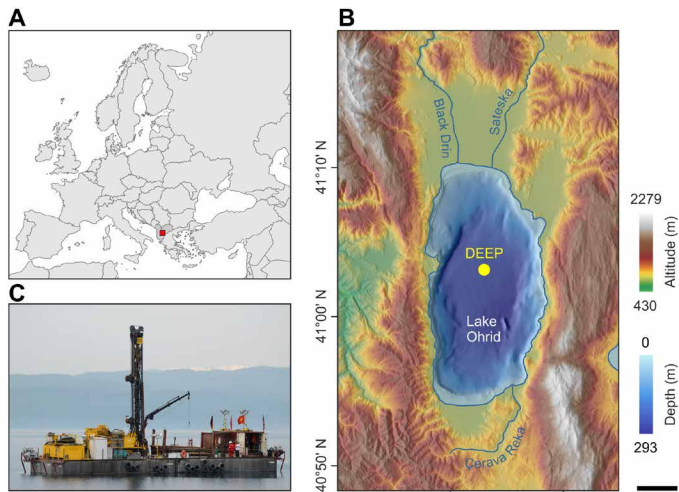 A
B
Black Drin
Sateska
41°10' N
DEEP
2279
Altitude (m)
430
C
41°00' N
Lake
Ohrid
0
Depth (m)
293
Cerava Reka
40°50' N